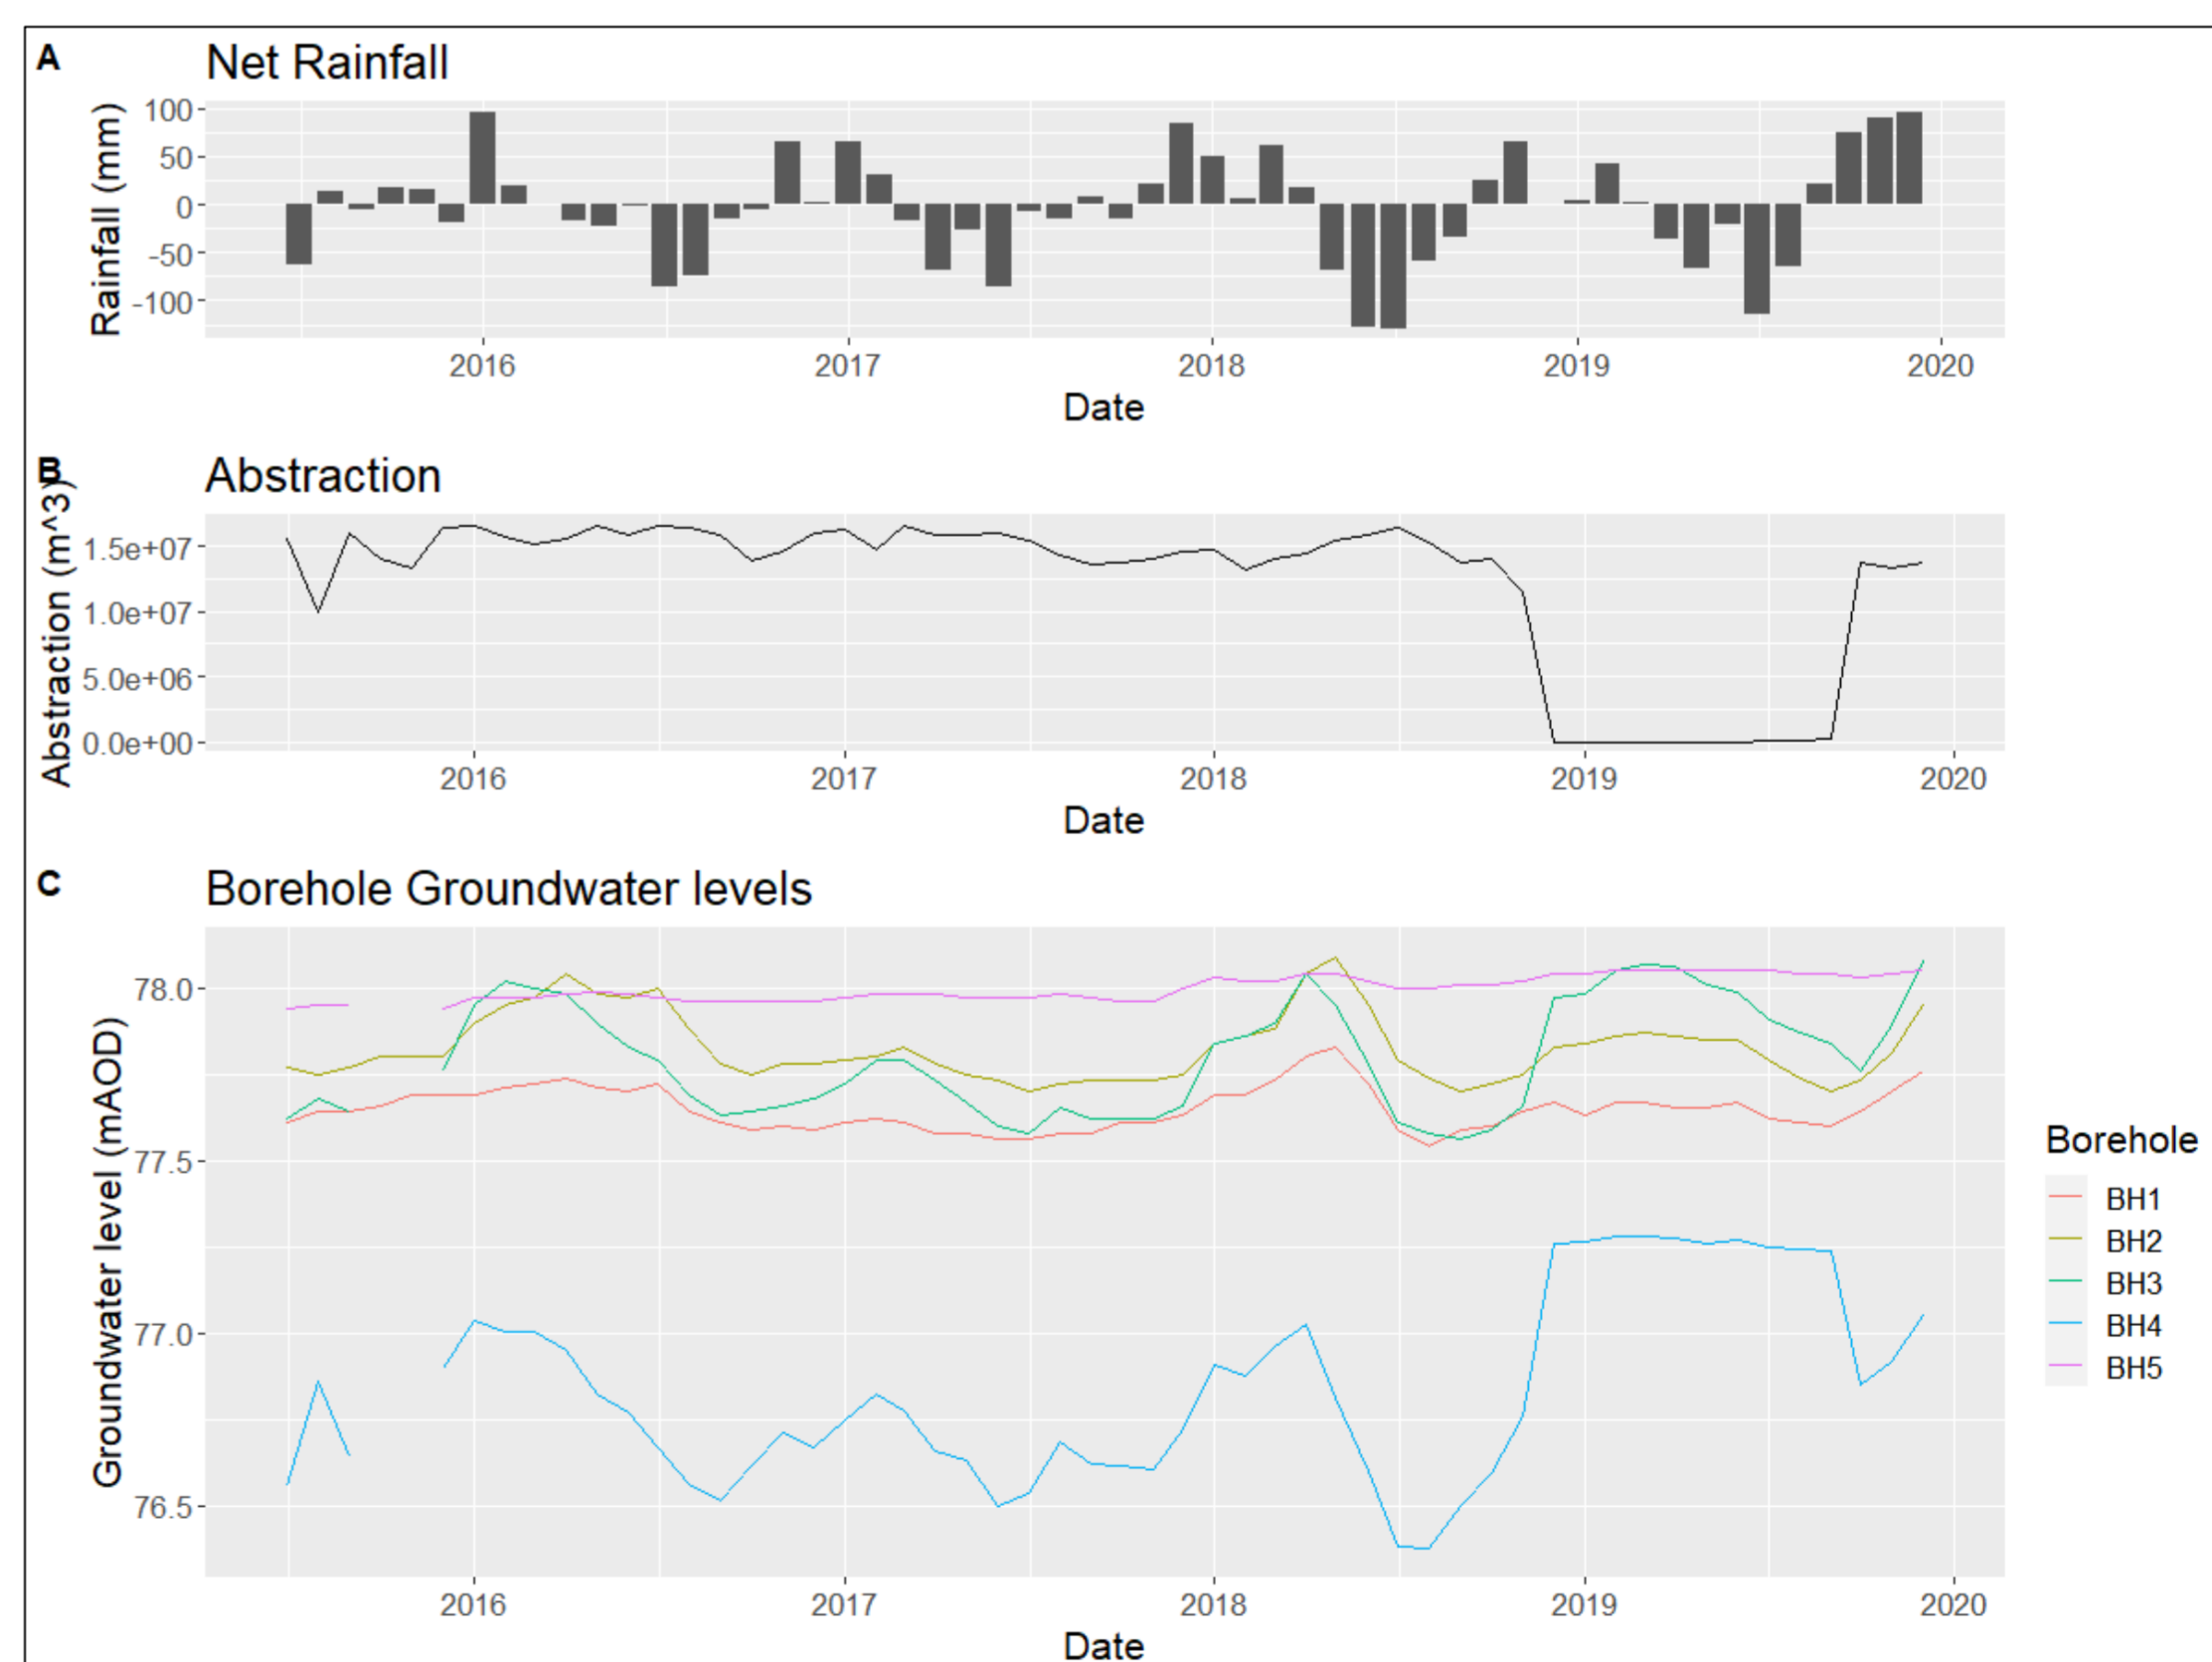 A
Net Rainfall
Rainfall (mm)
100
50
0
-50
-100
2016 2017 2018 2019 2020
Date
B
Abstraction
Abstraction (m^3)
1.5e+07
1.0e+07
5.0e+06
0.0e+00
2016 2017 2018 2019 2020
Date
C
Borehole Groundwater levels
Groundwater level (mAOD)
78.0
77.5
77.0
76.5
2016 2017 2018 2019 2020
Date
Borehole
BH1
BH2
BH3
BH4
BH5